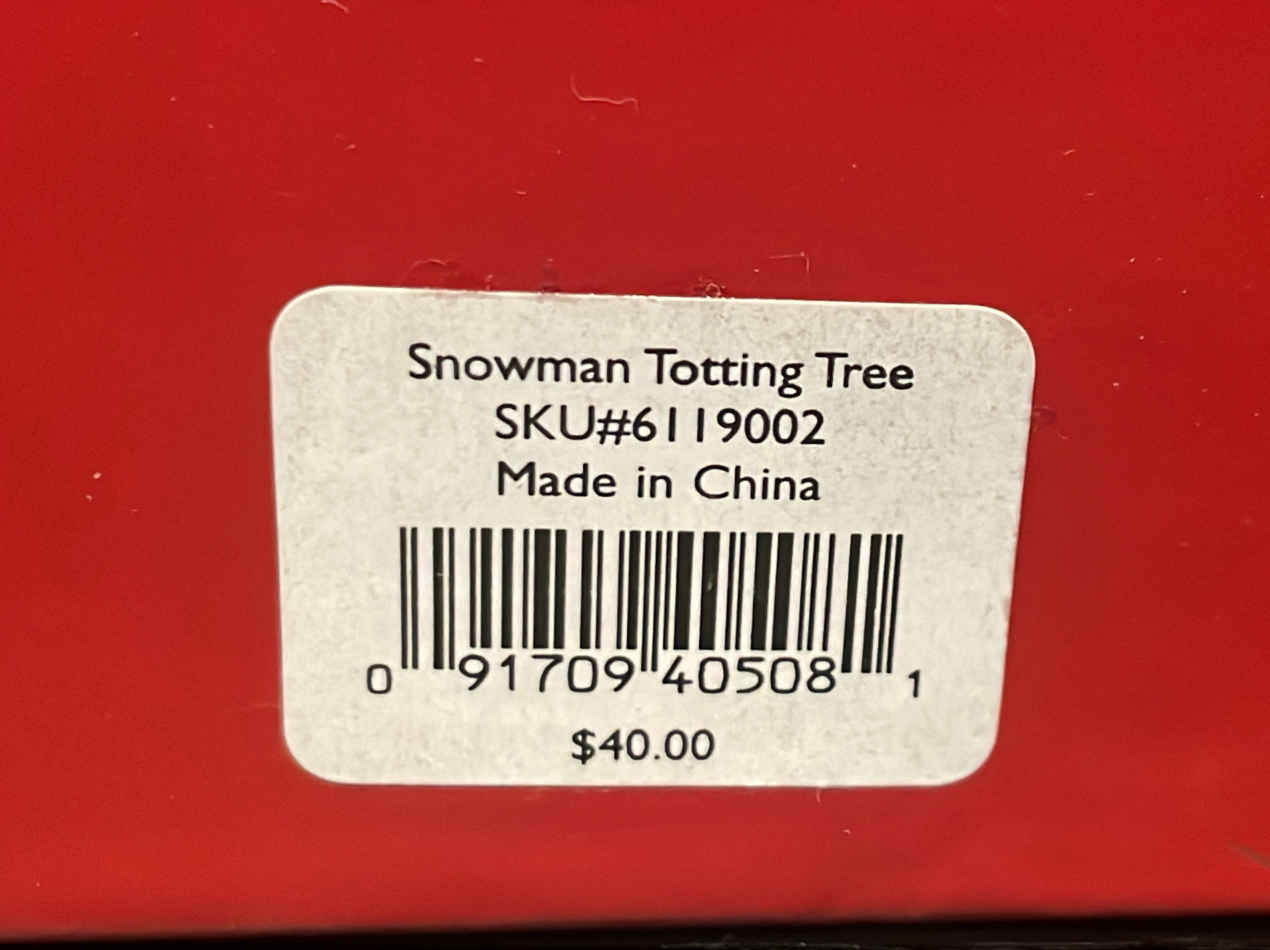 Snowman Totting Tree
SKU#6119002
Made in China
0 91709 40508 1
$40.00